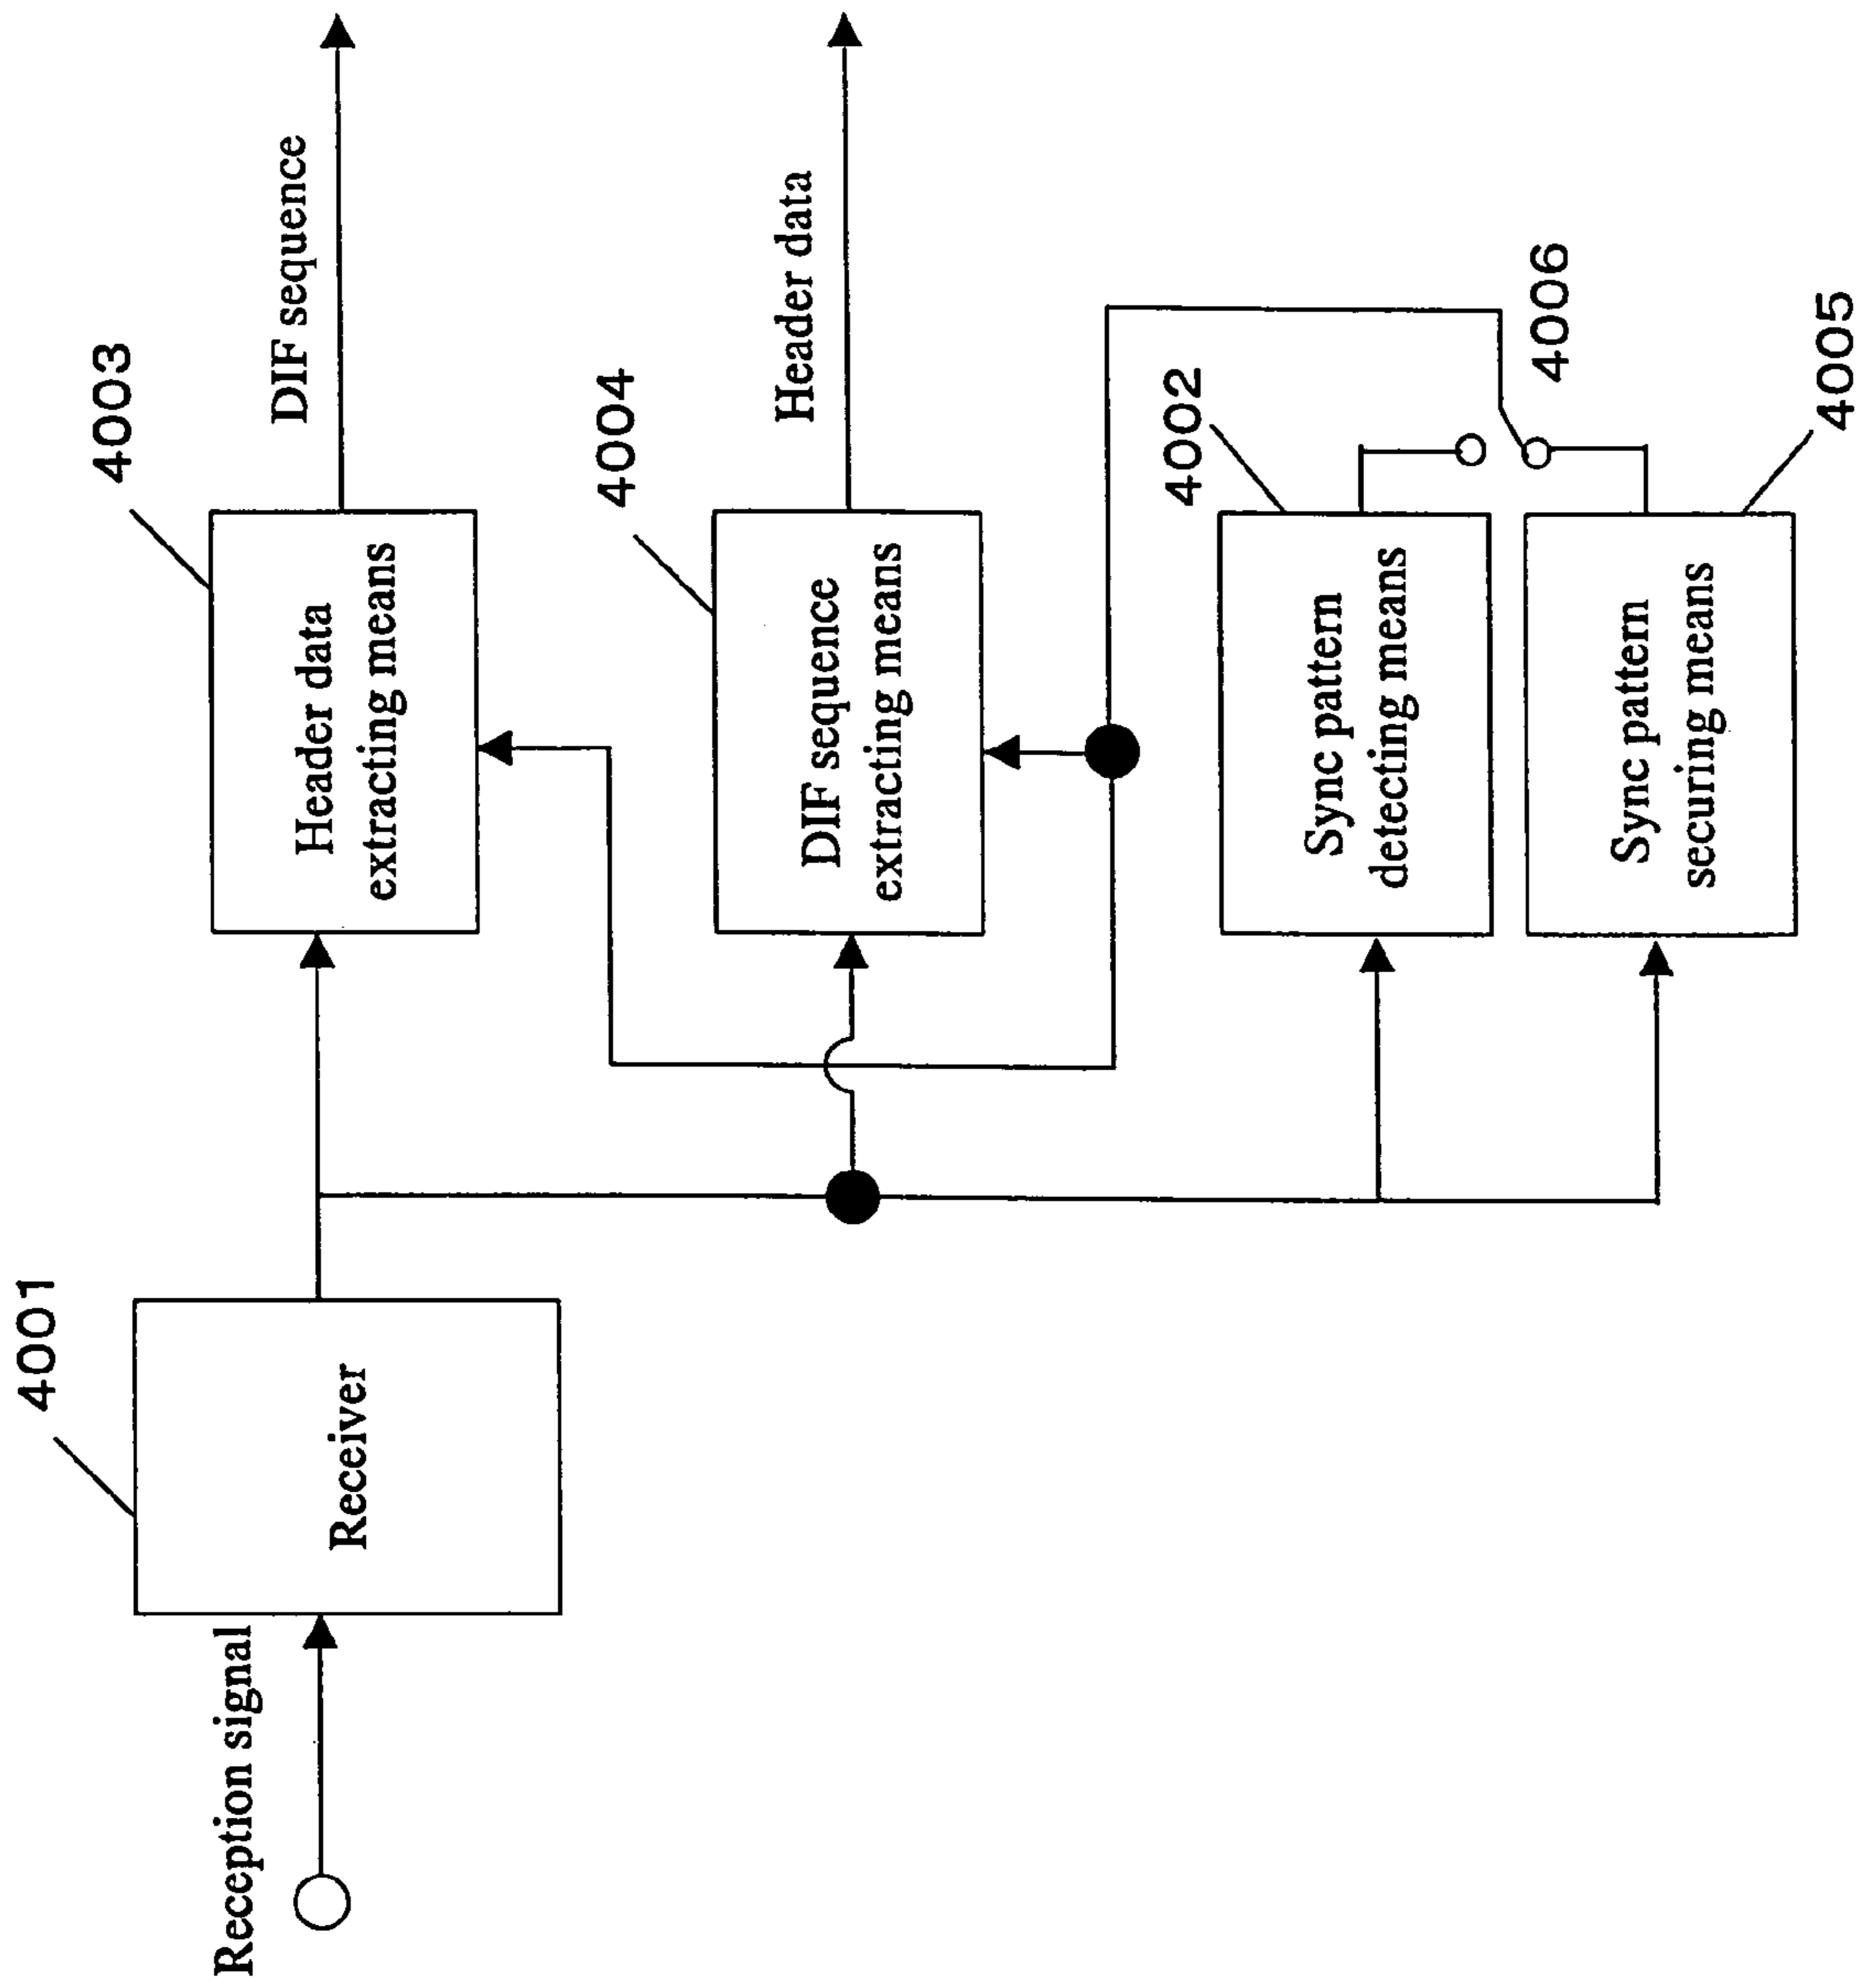 Reception signal
4001
Receiver
4003
Header data
extracting means
DIF sequence
4004
DIF sequence
extracting means
Header data
4002
Sync pattern
detecting means
4006
Sync pattern
securing means
4005